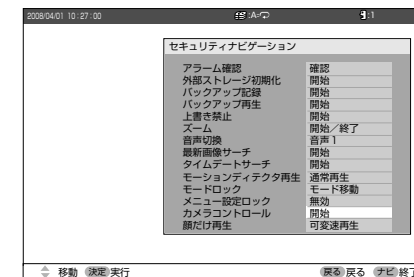 2008/04/01 10:27:00 :A :1
セキュリティナビゲーション
アラーム確認 確認
外部ストレージ初期化 開始
バックアップ記録 開始
バックアップ再生 開始
上書き禁止 開始
ズーム 開始／終了
音声切換 音声1
最新画像サーチ 開始
タイムデートサーチ 開始
モーションディテクタ再生 通常再生
モードロック モード移動
メニュー設定ロック 無効
カメラコントロール 開始
顔だけ再生 可変速再生
移動 決定 実行 戻る 戻る ナビ 終了